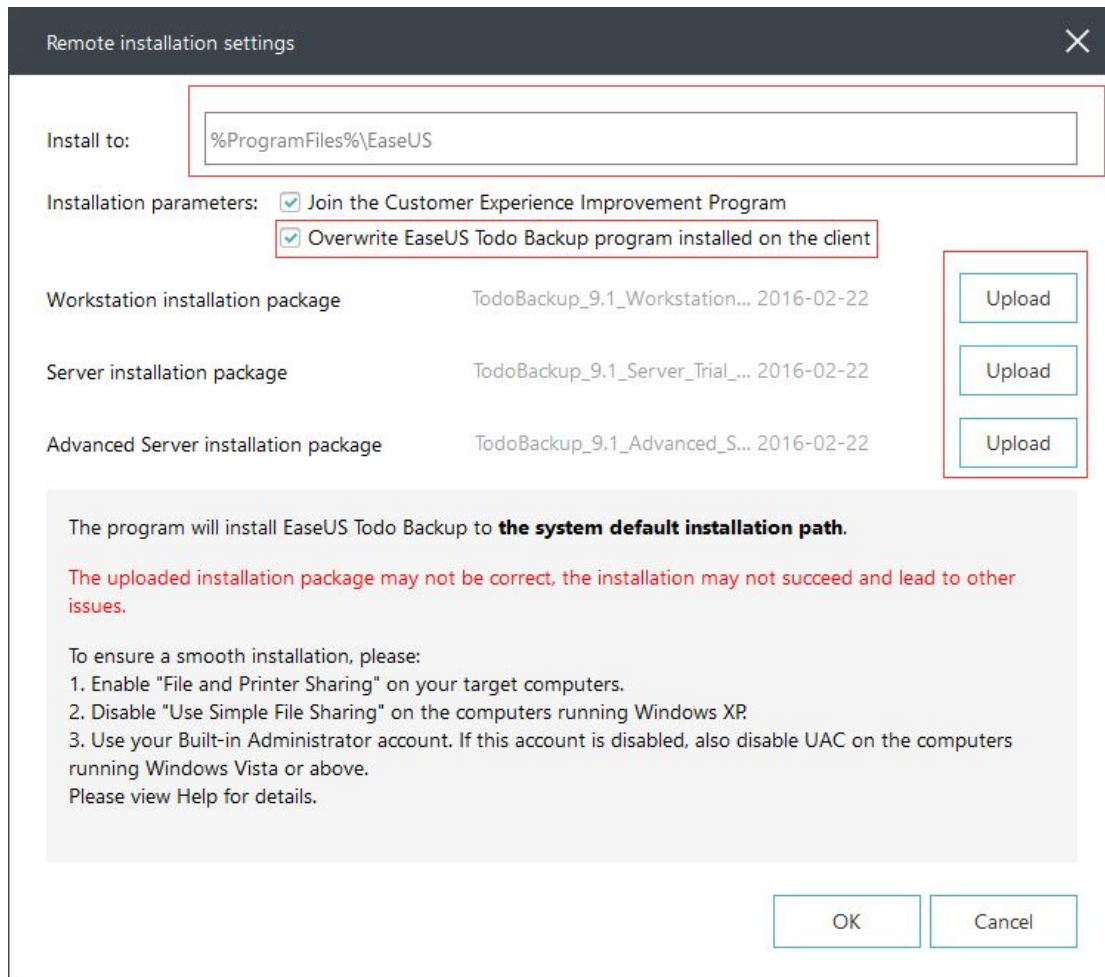 Remote installation settings
Install to:
%ProgramFiles%\EaseUS
Installation parameters:
Join the Customer Experience Improvement Program
Overwrite EaseUS Todo Backup program installed on the client
Workstation installation package TodoBackup_9.1_Workstation... 2016-02-22 Upload
Server installation package TodoBackup_9.1_Server_Trial_... 2016-02-22 Upload
Advanced Server installation package TodoBackup_9.1_Advanced_S... 2016-02-22 Upload
The program will install EaseUS Todo Backup to the system default installation path.
The uploaded installation package may not be correct, the installation may not succeed and lead to other
issues.
To ensure a smooth installation, please:
1. Enable "File and Printer Sharing" on your target computers.
2. Disable "Use Simple File Sharing" on the computers running Windows XP.
3. Use your Built-in Administrator account. If this account is disabled, also disable UAC on the computers
running Windows Vista or above.
Please view Help for details.
OK Cancel